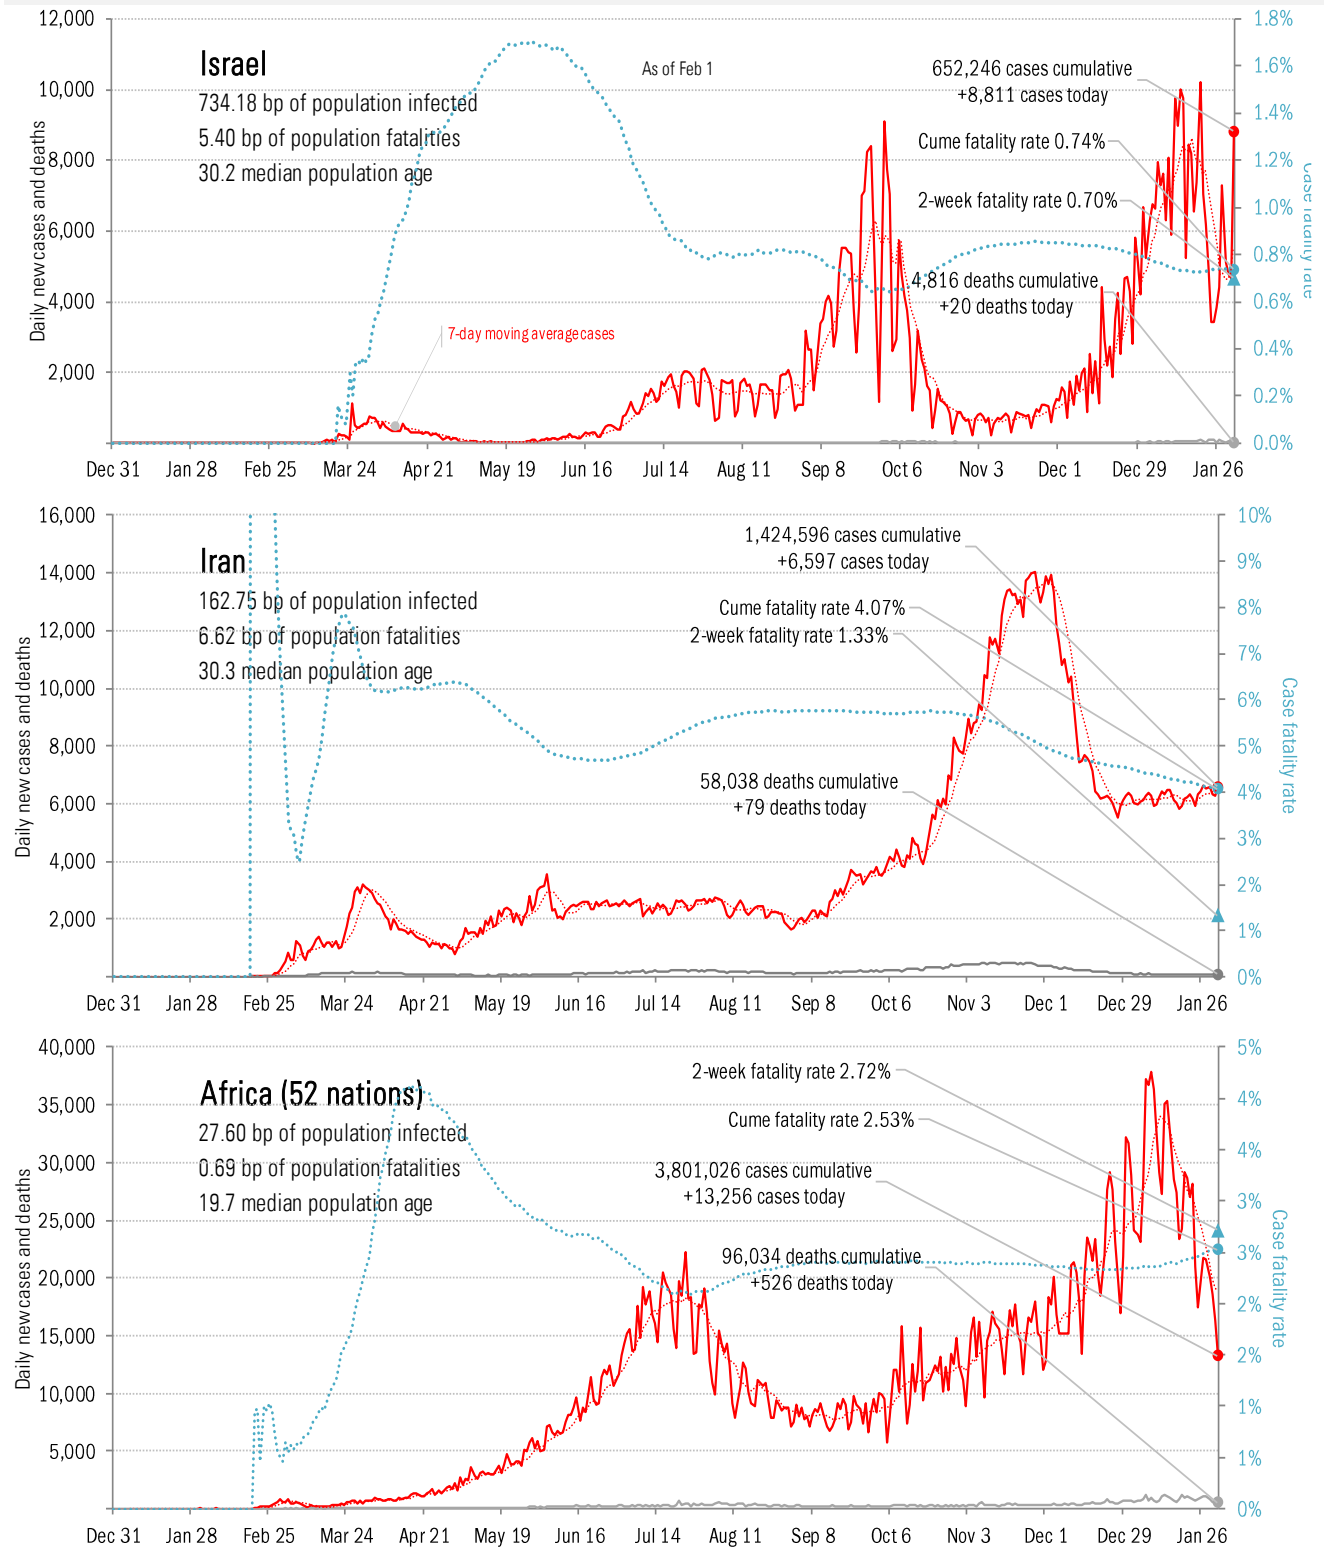 12,000
10,000
8,000
6,000
4,000
2,000
Daily new cases and deaths
Israel
734.18 bp of population infected
5.40 bp of population fatalities
30.2 median population age
As of Feb 1
652,246 cases cumulative
+8,811 cases today
Cume fatality rate 0.74%
2-week fatality rate 0.70%
4,816 deaths cumulative
+20 deaths today
7-day moving average cases
1.8%
1.6%
1.4%
1.2%
1.0%
0.8%
0.6%
0.4%
0.2%
0.0%
Case fatality rate
Dec 31 Jan 28 Feb 25 Mar 24 Apr 21 May 19 Jun 16 Jul 14 Aug 11 Sep 8 Oct 6 Nov 3 Dec 1 Dec 29 Jan 26
16,000
14,000
12,000
10,000
8,000
6,000
4,000
2,000
Daily new cases and deaths
Iran
162.75 bp of population infected
6.62 bp of population fatalities
30.3 median population age
1,424,596 cases cumulative
+6,597 cases today
Cume fatality rate 4.07%
2-week fatality rate 1.33%
58,038 deaths cumulative
+79 deaths today
10%
9%
8%
7%
6%
5%
4%
3%
2%
1%
0%
Case fatality rate
Dec 31 Jan 28 Feb 25 Mar 24 Apr 21 May 19 Jun 16 Jul 14 Aug 11 Sep 8 Oct 6 Nov 3 Dec 1 Dec 29 Jan 26
40,000
35,000
30,000
25,000
20,000
15,000
10,000
5,000
Daily new cases and deaths
Africa (52 nations)
27.60 bp of population infected
0.69 bp of population fatalities
19.7 median population age
2-week fatality rate 2.72%
Cume fatality rate 2.53%
3,801,026 cases cumulative
+13,256 cases today
96,034 deaths cumulative
+526 deaths today
5%
4%
4%
3%
3%
2%
2%
1%
1%
0%
Case fatality rate
Dec 31 Jan 28 Feb 25 Mar 24 Apr 21 May 19 Jun 16 Jul 14 Aug 11 Sep 8 Oct 6 Nov 3 Dec 1 Dec 29 Jan 26